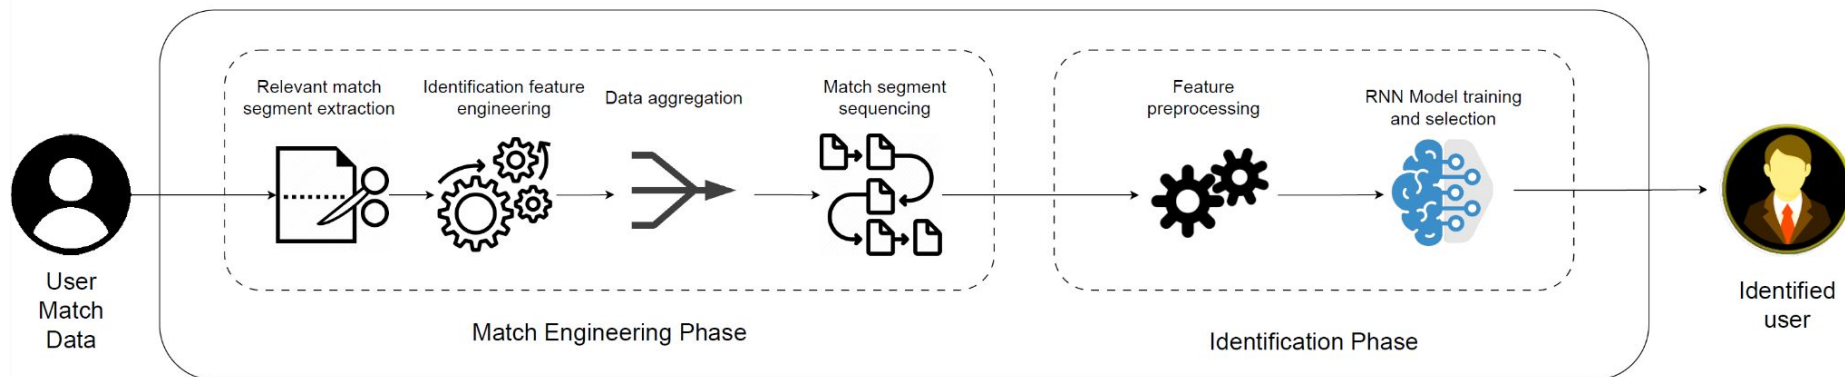 Relevant match
segment extraction
Identification feature
engineering
Data aggregation
Match segment
sequencing
Feature
preprocessing
RNN Model training
and selection
User
Match
Data
Match Engineering Phase
Identification Phase
Identified
user